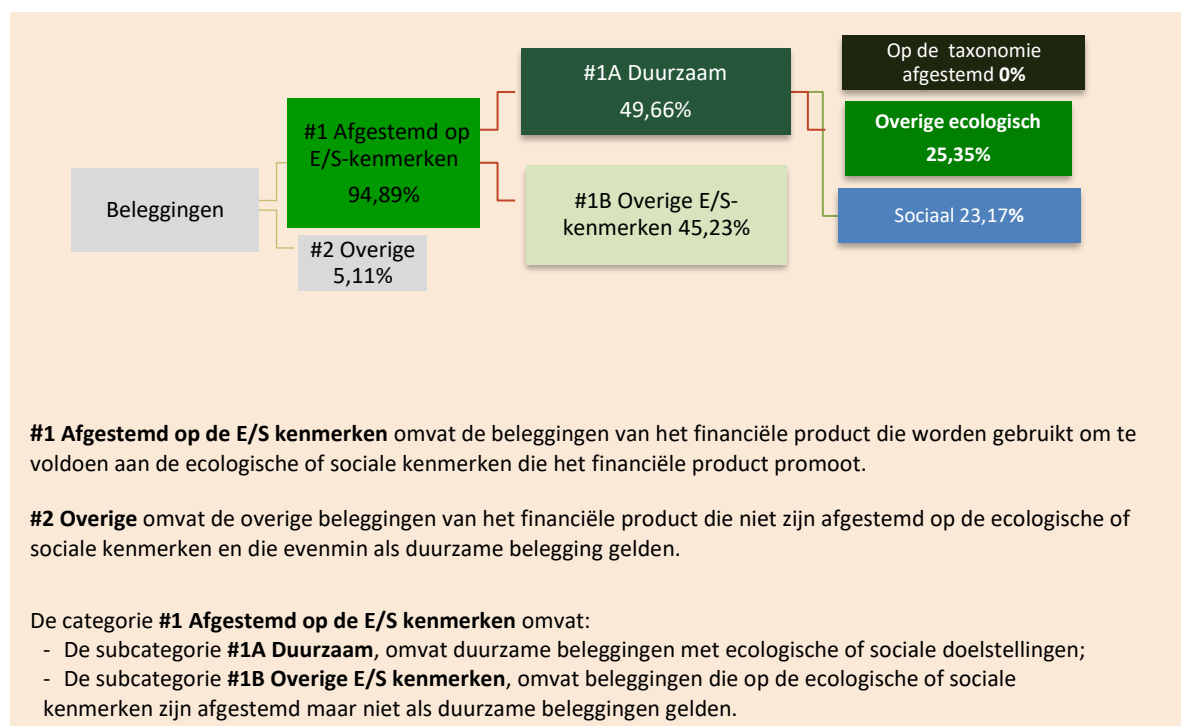 Beleggingen
#1 Afgestemd op
E/S-kenmerken
94,89%
#2 Overige
5,11%
#1A Duurzaam
49,66%
#1B Overige E/S-
kenmerken 45,23%
Op de taxonomie
afgestemd 0%
Overige ecologisch
25,35%
Sociaal 23,17%
#1 Afgestemd op de E/S kenmerken omvat de beleggingen van het financiële product die worden gebruikt om te
voldoen aan de ecologische of sociale kenmerken die het financiële product promoot.
#2 Overige omvat de overige beleggingen van het financiële product die niet zijn afgestemd op de ecologische of
sociale kenmerken en die evenmin als duurzame belegging gelden.
De categorie #1 Afgestemd op de E/S kenmerken omvat:
- De subcategorie #1A Duurzaam, omvat duurzame beleggingen met ecologische of sociale doelstellingen;
- De subcategorie #1B Overige E/S kenmerken, omvat beleggingen die op de ecologische of sociale
kenmerken zijn afgestemd maar niet als duurzame beleggingen gelden.